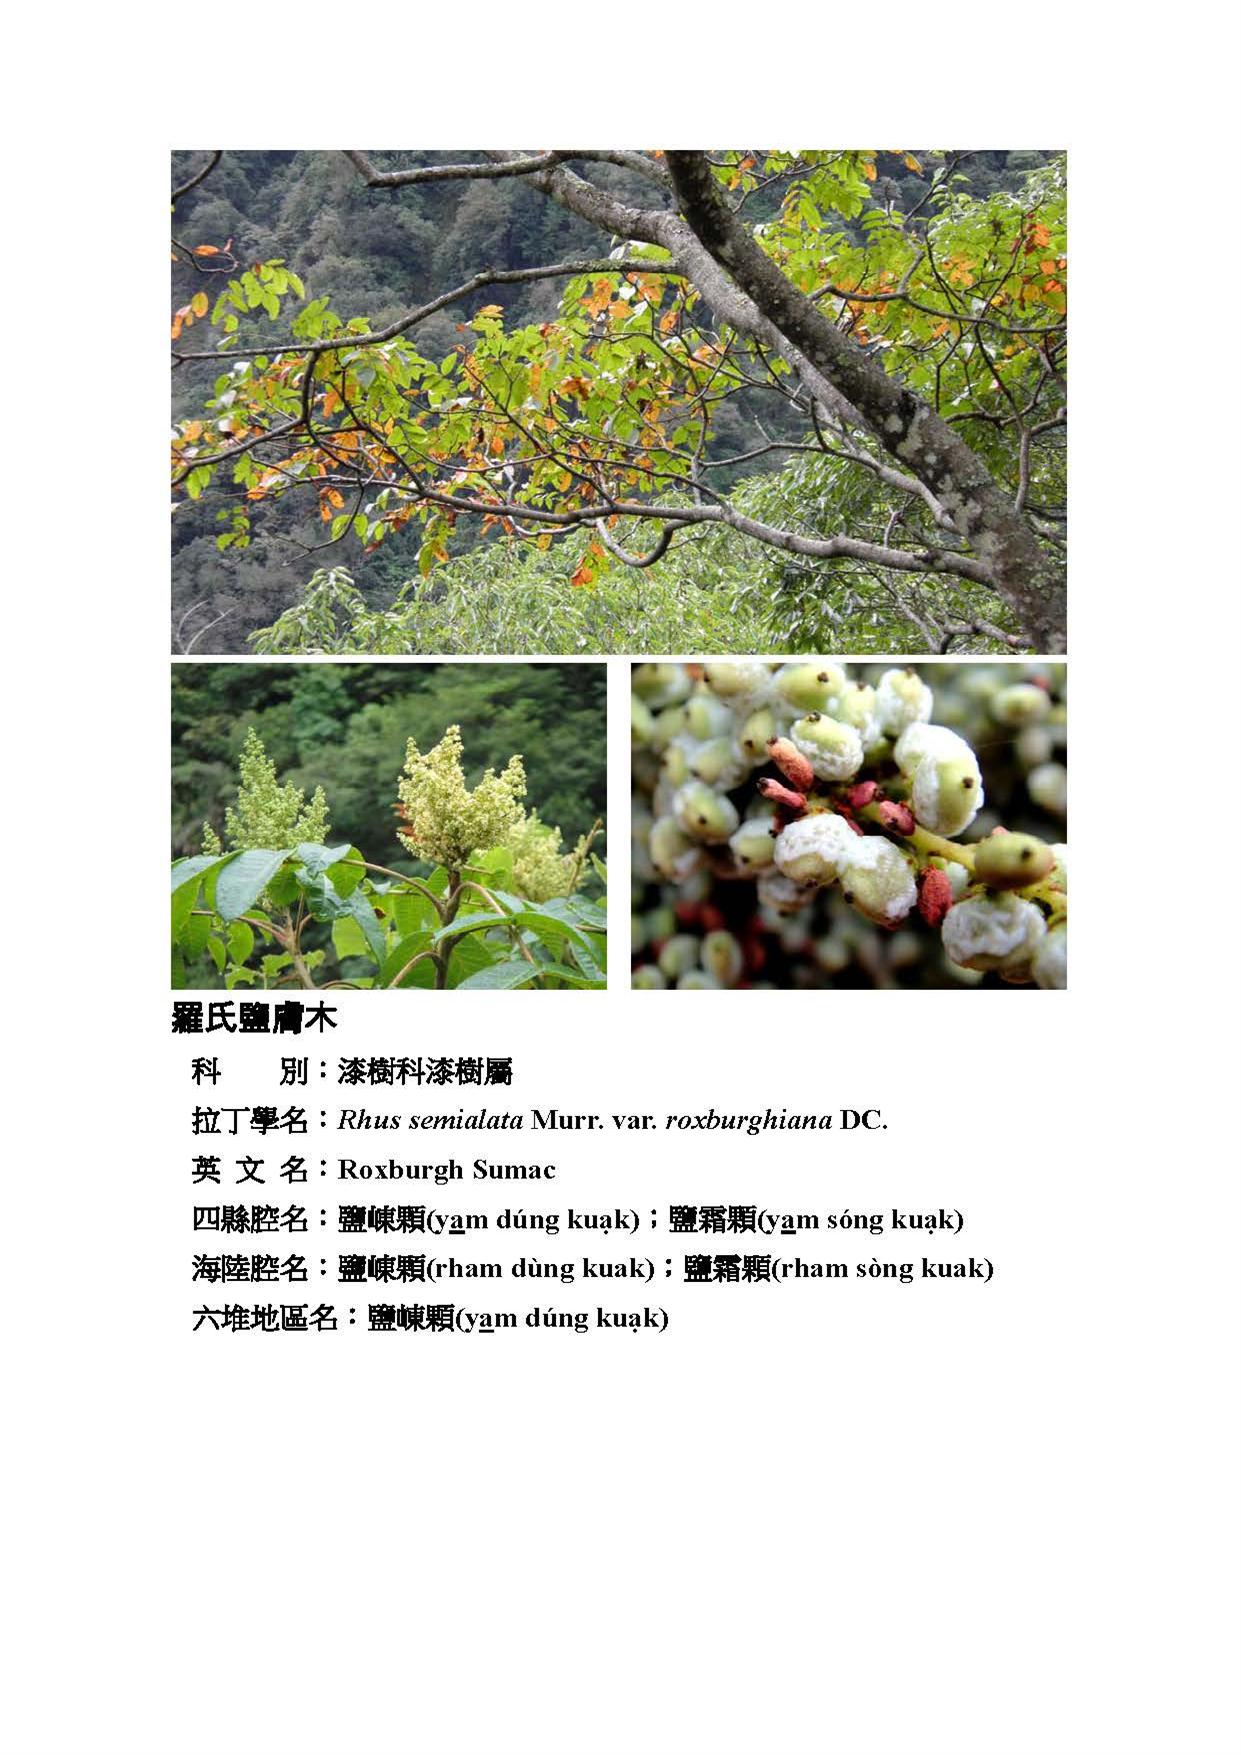 羅氏鹽膚木
科　　別：漆樹科漆樹屬
拉丁學名：Rhus semialata Murr. var. roxburghiana DC.
英 文 名：Roxburgh Sumac
四縣腔名：鹽崠顆(ya̲m dúng kuạk)；鹽霜顆(ya̲m sóng kuạk)
海陸腔名：鹽崠顆(rham dùng kuak)；鹽霜顆(rham sòng kuak)
六堆地區名：鹽崠顆(ya̲m dúng kuạk)